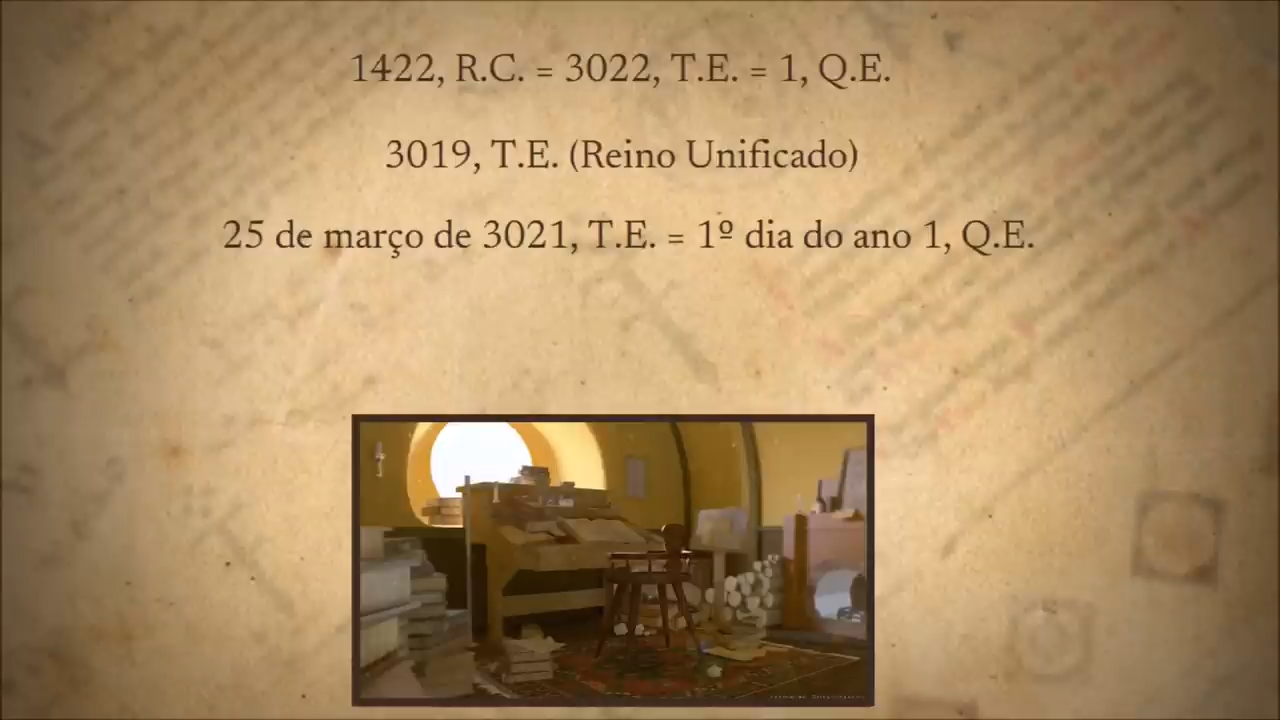 1422, R.C. = 3022, T.E. = 1, Q.E.
3019, T.E. (Reino Unificado)
25 de março de 3021, T.E. = 1º dia do ano 1, Q.E.